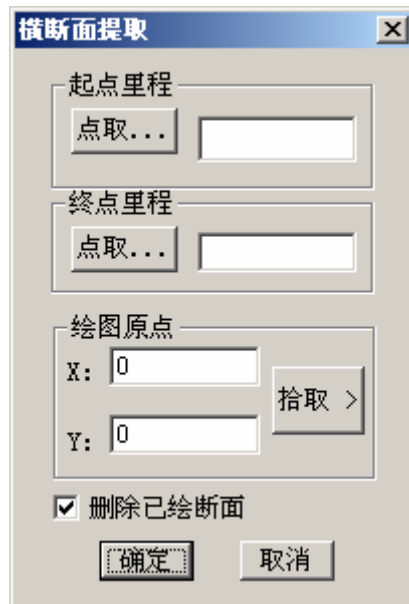 横断面提取
起点里程
点取...
终点里程
点取...
绘图原点
X: 0
拾取 >
Y: 0
删除已绘断面
确定 取消